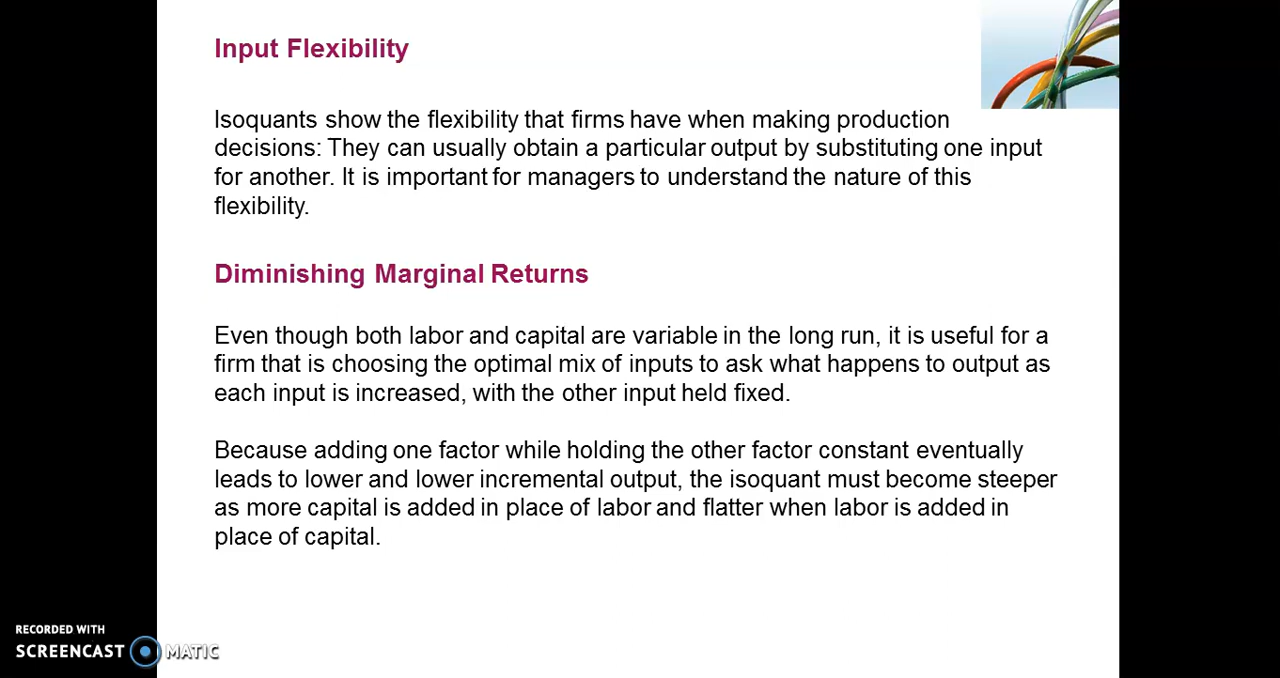 Input Flexibility
Isoquants show the flexibility that firms have when making production
decisions: They can usually obtain a particular output by substituting one input
for another. It is important for managers to understand the nature of this
flexibility.
Diminishing Marginal Returns
Even though both labor and capital are variable in the long run, it is useful for a
firm that is choosing the optimal mix of inputs to ask what happens to output as
each input is increased, with the other input held fixed.
Because adding one factor while holding the other factor constant eventually
leads to lower and lower incremental output, the isoquant must become steeper
as more capital is added in place of labor and flatter when labor is added in
place of capital.
RECORDED WITH
SCREENCAST MATIC